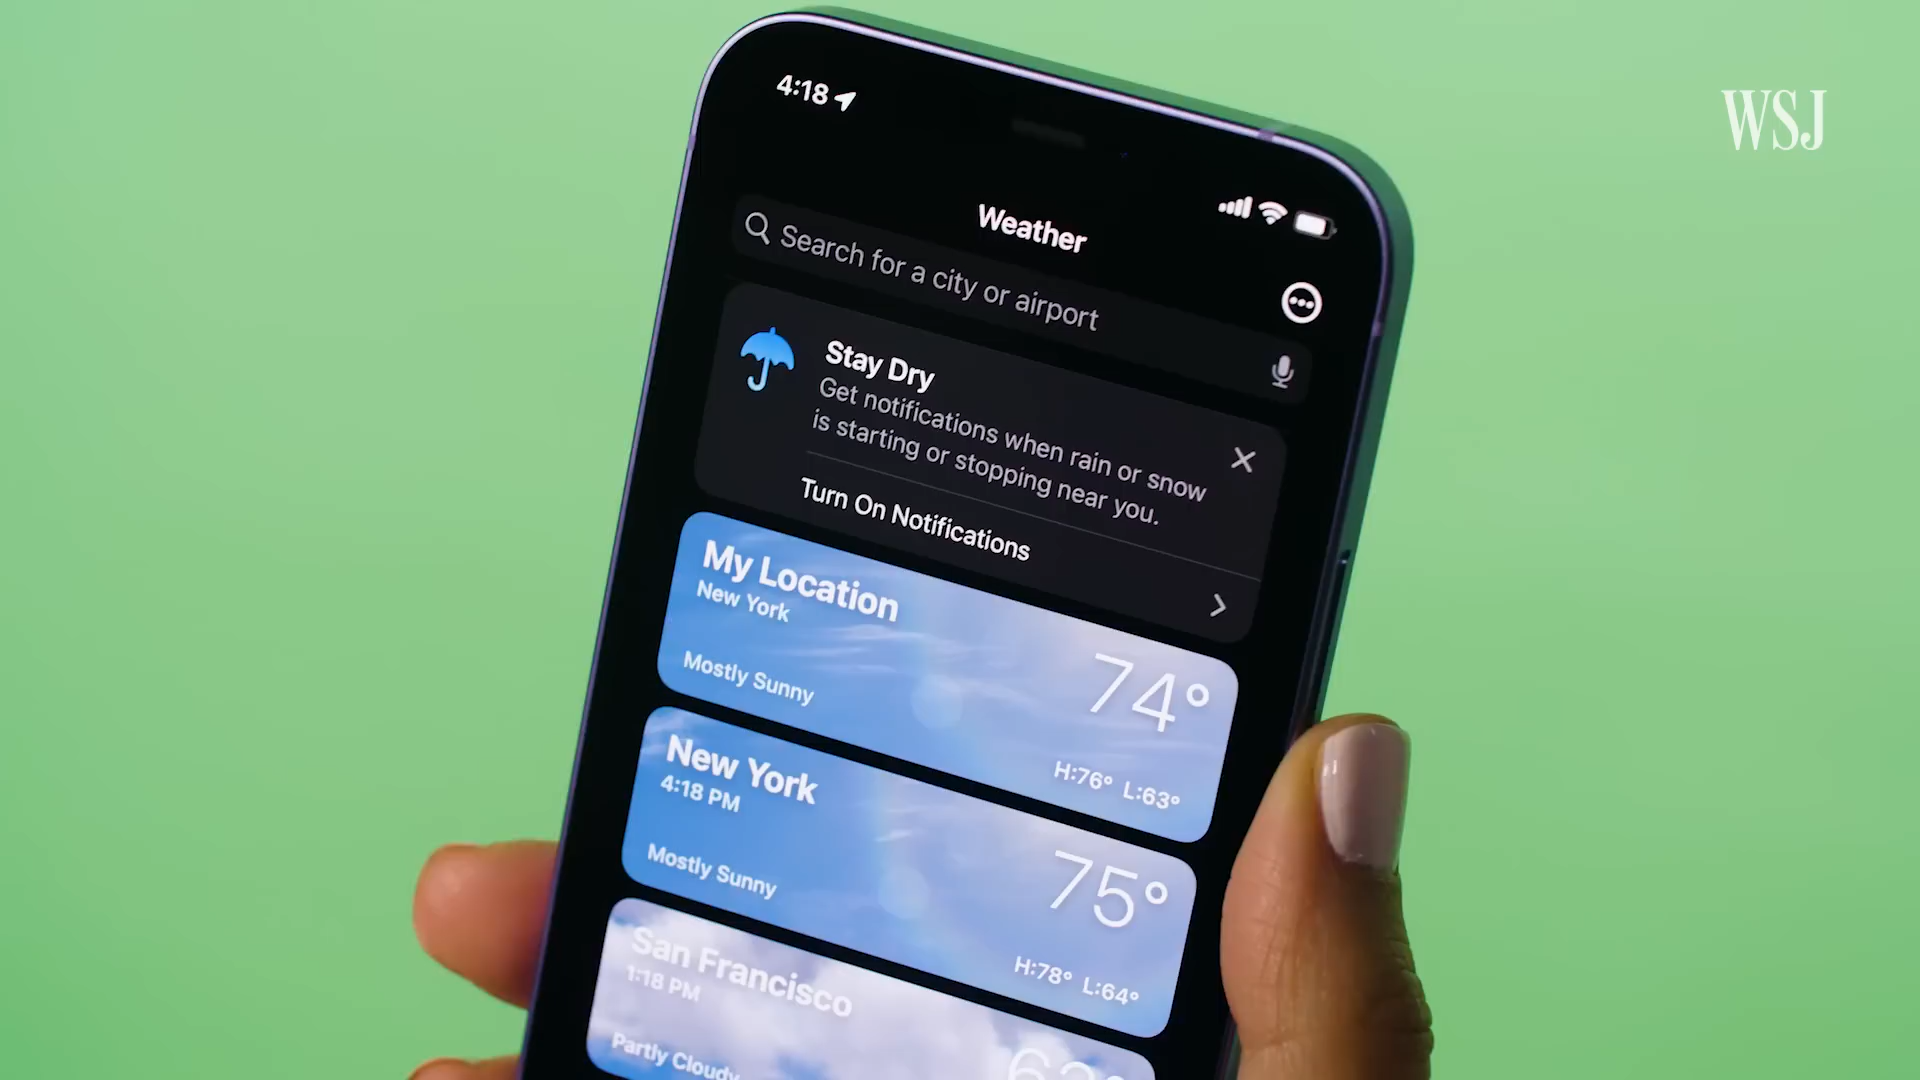 4:18
WSJ
Weather
Search for a city or airport
Stay Dry
Get notifications when rain or snow
is starting or stopping near you.
Turn On Notifications
My Location
New York
74°
Mostly Sunny
H:76° L:63°
New York
4:18 PM
75°
Mostly Sunny
H:78° L:64°
San Francisco
1:18 PM
Partly Cloudy